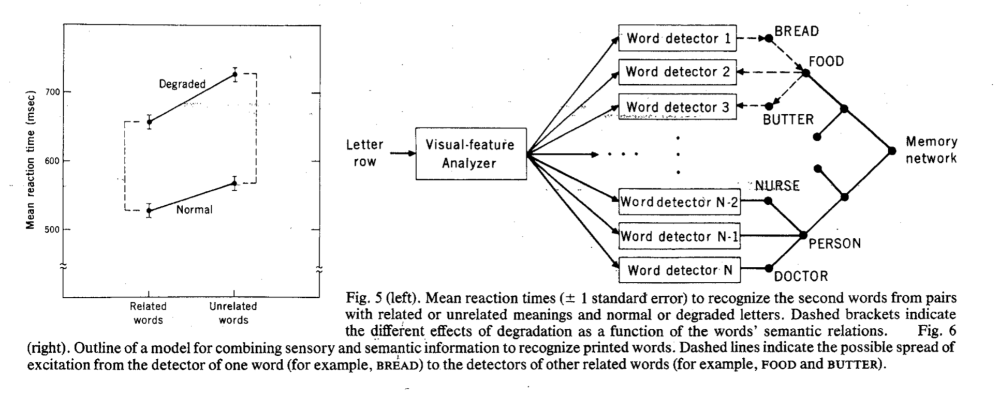 Mean reaction time (msec)
700
600
500
Degraded
Normal
Related
words
Unrelated
words
Letter
row
Visual-feature
Analyzer
Word detector 1
Word detector 2
Word detector 3
Word detector N-2
Word detector N-1
Word detector N
BREAD
FOOD
BUTTER
NURSE
PERSON
DOCTOR
Memory
network
Fig. 5 (left). Mean reaction times (± 1 standard error) to recognize the second words from pairs
with related or unrelated meanings and normal or degraded letters. Dashed brackets indicate
the different effects of degradation as a function of the words' semantic relations. Fig. 6
(right). Outline of a model for combining sensory and semantic information to recognize printed words. Dashed lines indicate the possible spread of
excitation from the detector of one word (for example, BREAD) to the detectors of other related words (for example, FOOD and BUTTER).